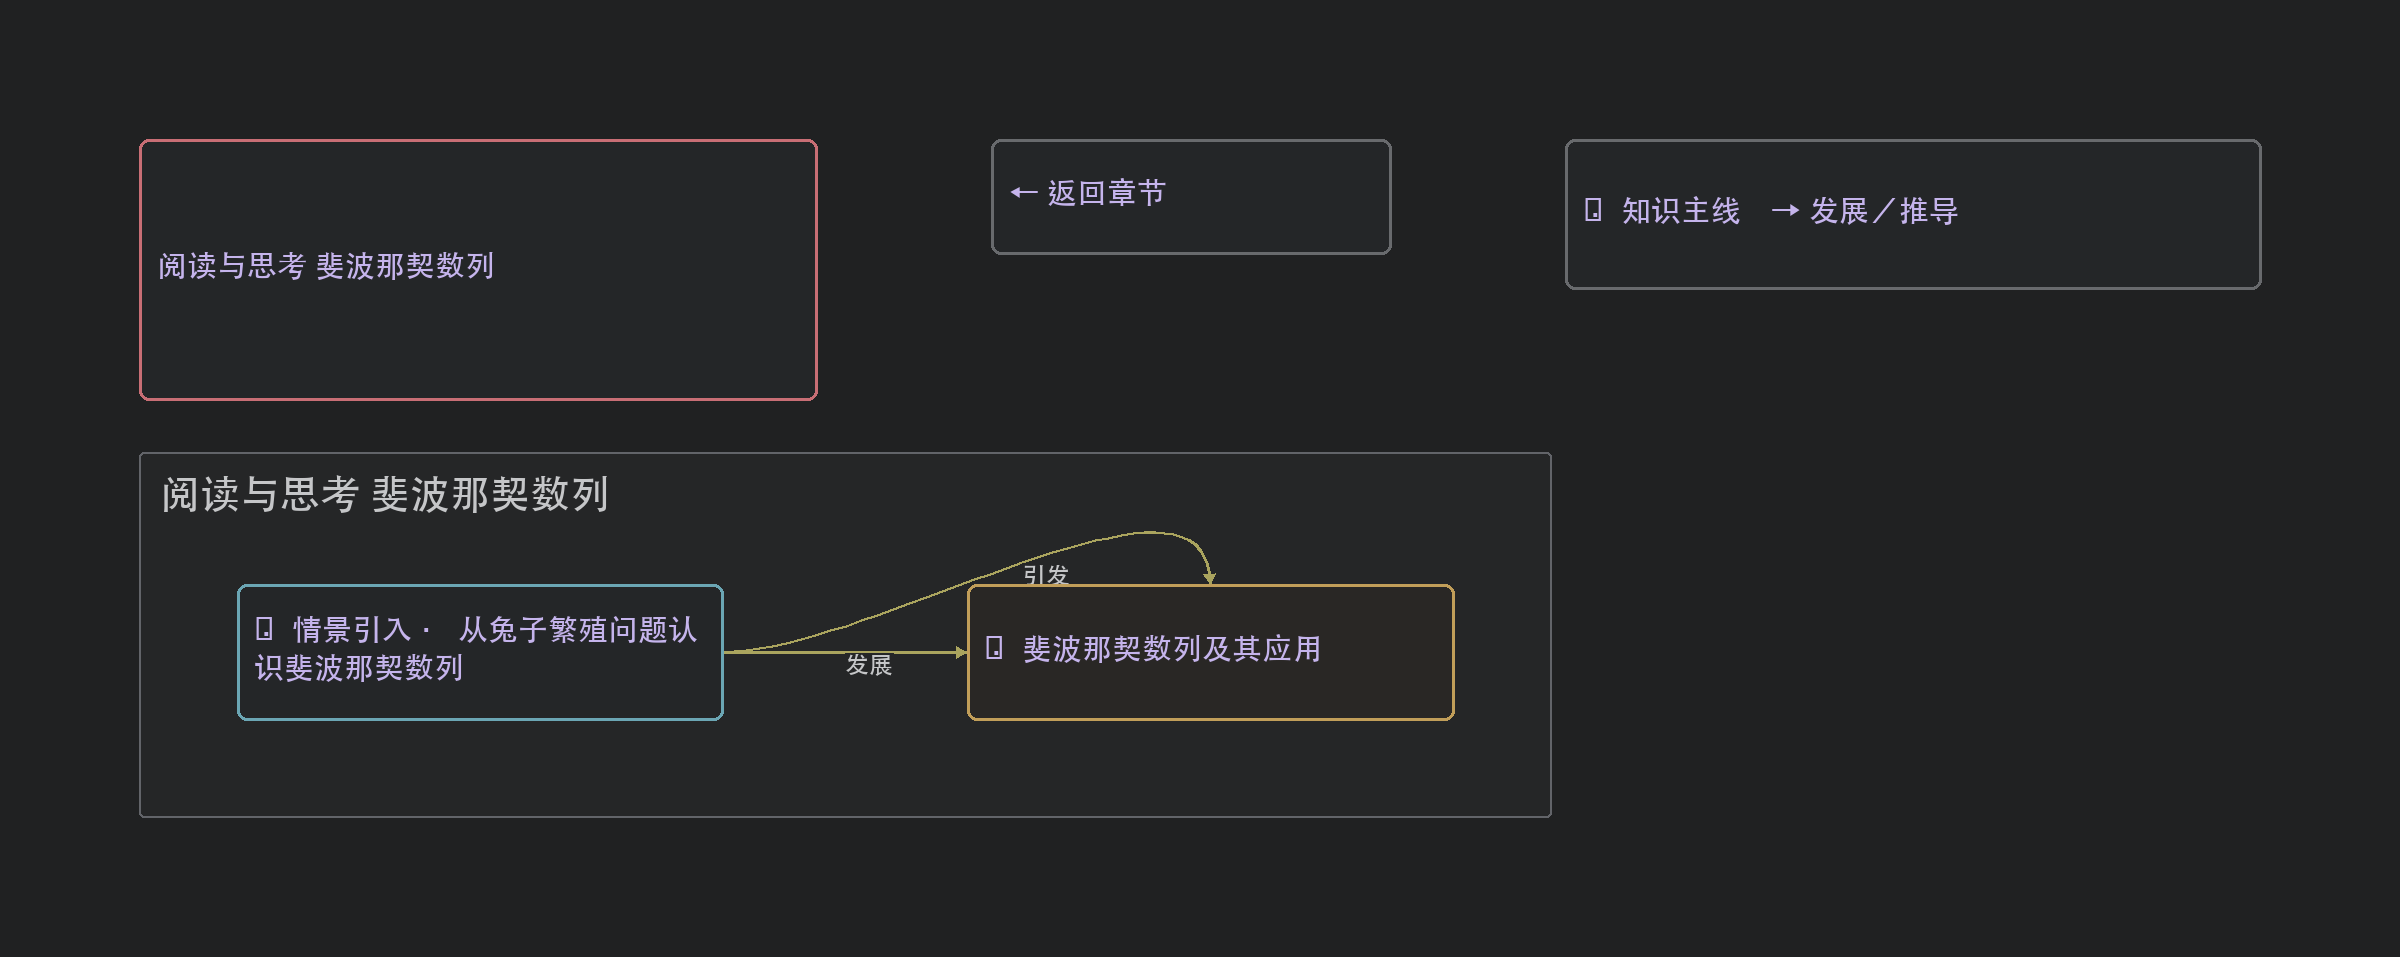 阅读与思考 斐波那契数列
← 返回章节
知识主线 → 发展／推导
阅读与思考 斐波那契数列
引发
情景引入· 从兔子繁殖问题认
识斐波那契数列
发展
斐波那契数列及其应用